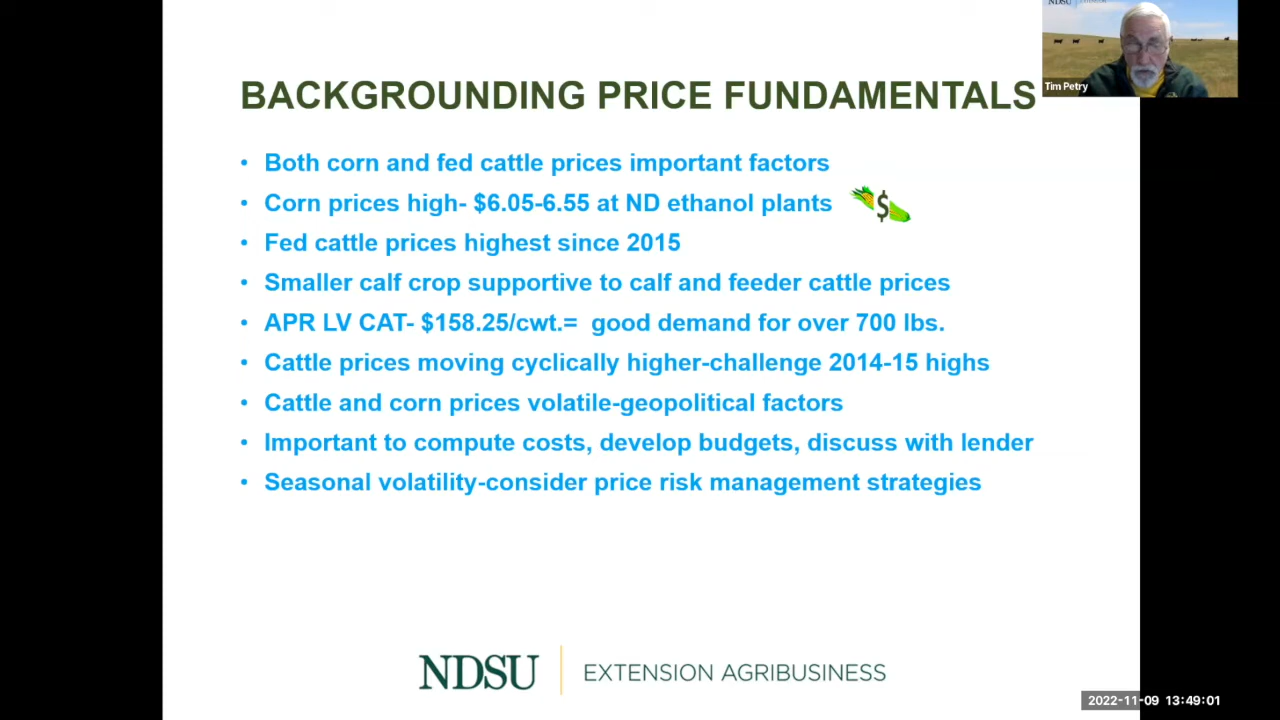 NDSU
Tim Petry
BACKGROUNDING PRICE FUNDAMENTALS
• Both corn and fed cattle prices important factors
• Corn prices high- $6.05-6.55 at ND ethanol plants
$
• Fed cattle prices highest since 2015
• Smaller calf crop supportive to calf and feeder cattle prices
• APR LV CAT- $158.25/cwt.= good demand for over 700 lbs.
• Cattle prices moving cyclically higher-challenge 2014-15 highs
• Cattle and corn prices volatile-geopolitical factors
• Important to compute costs, develop budgets, discuss with lender
• Seasonal volatility-consider price risk management strategies
NDSU EXTENSION AGRIBUSINESS
2022-11-09 13:49:01